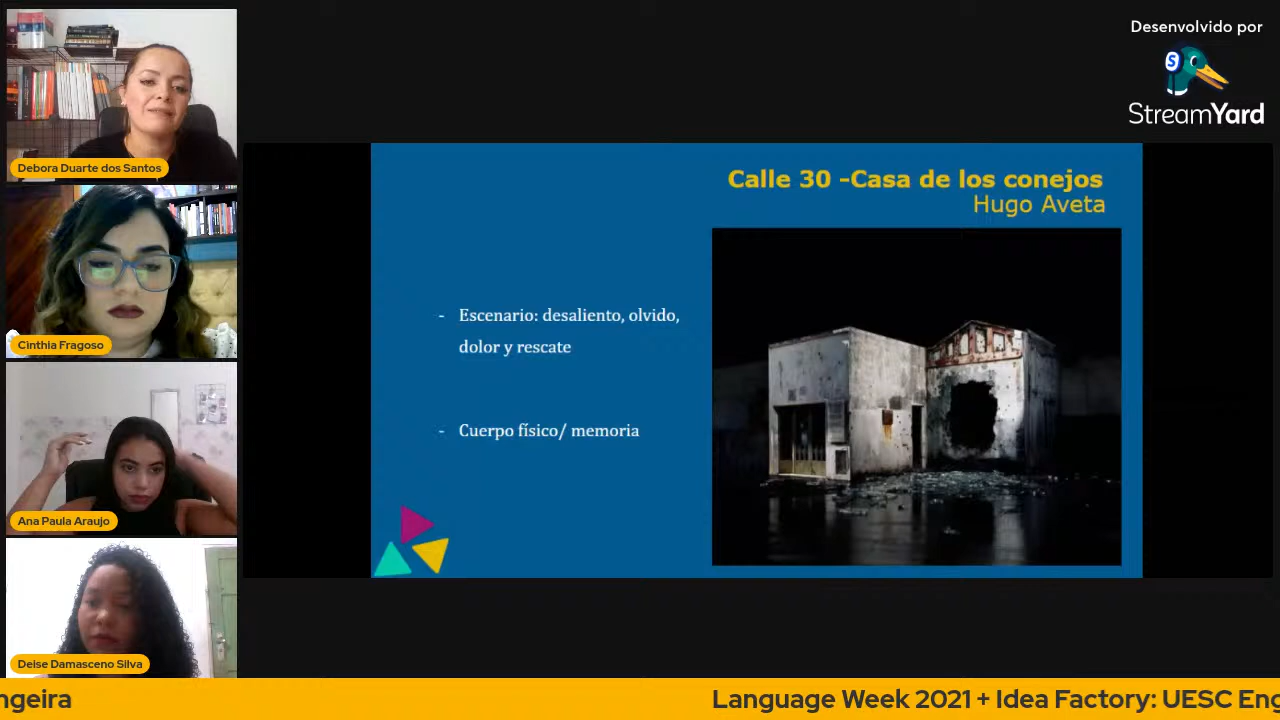 Desenvolvido por
S
StreamYard
Debora Duarte dos Santos
Cinthia Fragoso
Ana Paula Araujo
Deise Damasceno Silva
Calle 30 -Casa de los conejos
Hugo Aveta
- Escenario: desaliento, olvido,
dolor y rescate
- Cuerpo físico/ memoria
ngeira
Language Week 2021 + Idea Factory: UESC Eng